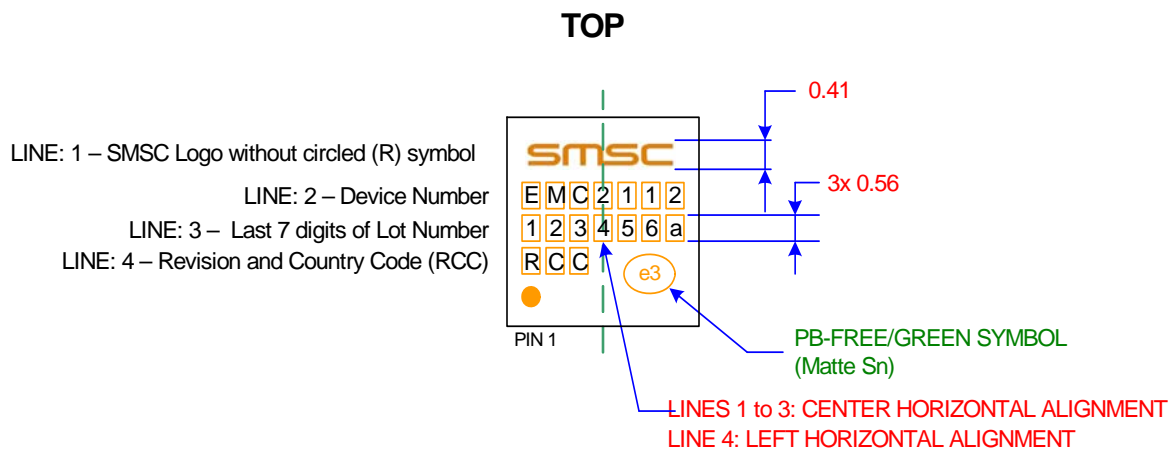 TOP
0.41
LINE: 1 – SMSC Logo without circled (R) symbol
smsc
LINE: 2 – Device Number
EMC2112
3x 0.56
LINE: 3 – Last 7 digits of Lot Number
123456a
LINE: 4 – Revision and Country Code (RCC)
RCC
e3
PIN 1
PB-FREE/GREEN SYMBOL
(Matte Sn)
LINES 1 to 3: CENTER HORIZONTAL ALIGNMENT
LINE 4: LEFT HORIZONTAL ALIGNMENT